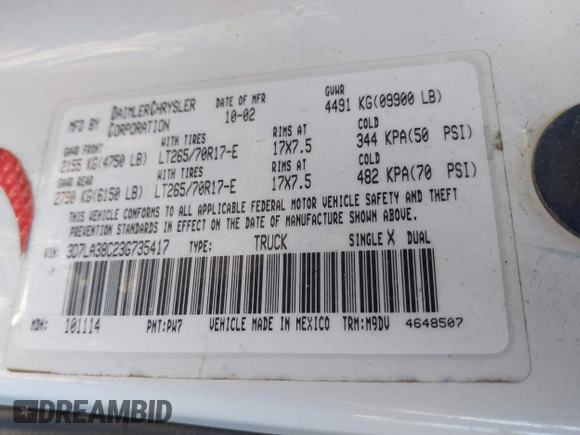 MFD BY DAIMLERCHRYSLER CORPORATION
DATE OF MFR 10-02
GVWR 4491 KG(09900 LB)
GAWR FRONT WITH TIRES RIMS AT COLD
2155 KG(4750 LB) LT265/70R17-E 17X7.5 344 KPA(50 PSI)
GAWR REAR WITH TIRES RIMS AT COLD
2790 KG(6150 LB) LT265/70R17-E 17X7.5 482 KPA(70 PSI)
THIS VEHICLE CONFORMS TO ALL APPLICABLE FEDERAL MOTOR VEHICLE SAFETY AND THEFT
PREVENTION STANDARDS IN EFFECT ON THE DATE OF MANUFACTURE SHOWN ABOVE.
VIN: 3D7LA38C23G735417 TYPE: TRUCK SINGLE X DUAL
MDH: 101114 PNT:PW7 VEHICLE MADE IN MEXICO TRM:M9DV 4648507
DREAMBID